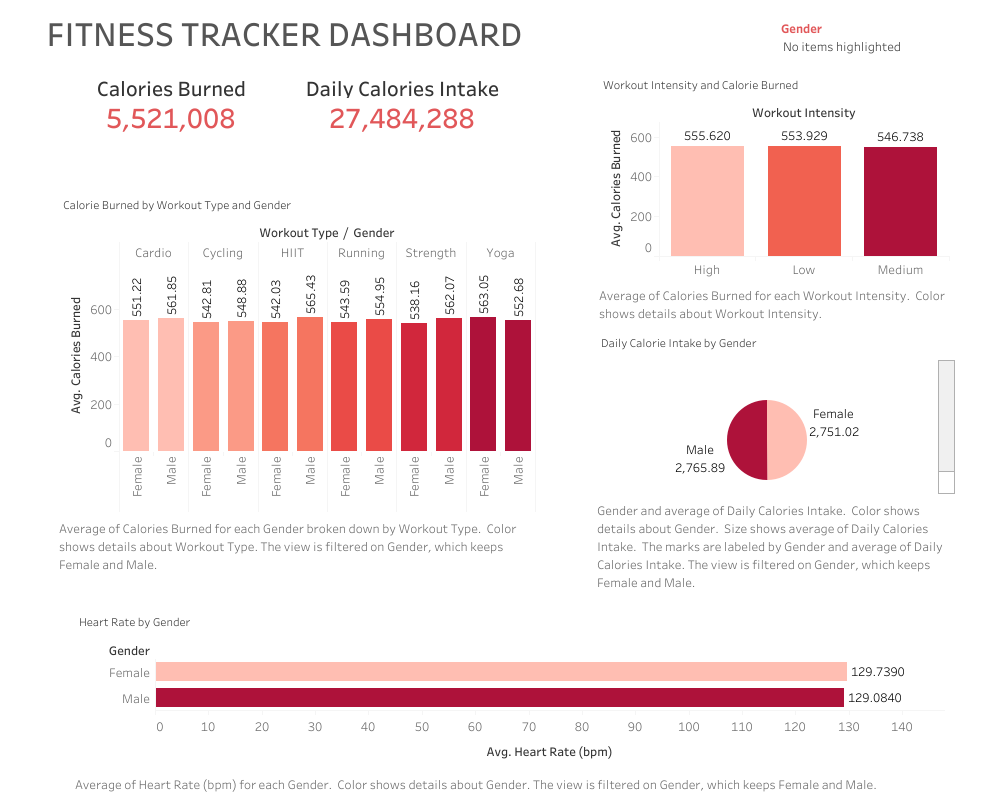 FITNESS TRACKER DASHBOARD
Gender
No items highlighted
Calories Burned
5,521,008
Daily Calories Intake
27,484,288
Workout Intensity and Calorie Burned
Workout Intensity
Avg. Calories Burned
600
400
200
0
555.620 553.929 546.738
High Low Medium
Average of Calories Burned for each Workout Intensity. Color
shows details about Workout Intensity.
Calorie Burned by Workout Type and Gender
Workout Type / Gender
Cardio Cycling HIIT Running Strength Yoga
Avg. Calories Burned
600
400
200
0
551.22 561.85 542.81 548.88 542.03 565.43 543.59 554.95 538.16 562.07 563.05 552.68
Female Male Female Male Female Male Female Male Female Male Female Male
Average of Calories Burned for each Gender broken down by Workout Type. Color
shows details about Workout Type. The view is filtered on Gender, which keeps
Female and Male.
Daily Calorie Intake by Gender
Female
2,751.02
Male
2,765.89
Gender and average of Daily Calories Intake. Color shows
details about Gender. Size shows average of Daily Calories
Intake. The marks are labeled by Gender and average of Daily
Calories Intake. The view is filtered on Gender, which keeps
Female and Male.
Heart Rate by Gender
Gender
Female 129.7390
Male 129.0840
0 10 20 30 40 50 60 70 80 90 100 110 120 130 140
Avg. Heart Rate (bpm)
Average of Heart Rate (bpm) for each Gender. Color shows details about Gender. The view is filtered on Gender, which keeps Female and Male.